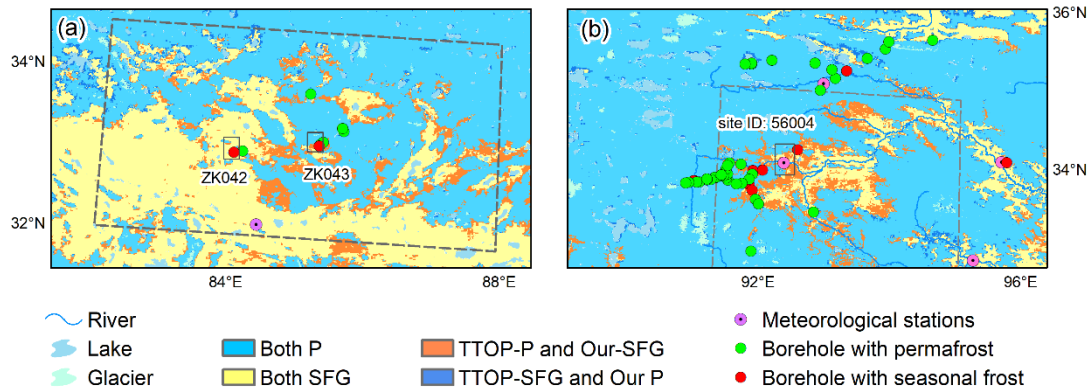 (a)
(b)
36°N
34°N
site ID: 56004
ZK042
ZK043
34°N
32°N
84°E
88°E
92°E
96°E
River
Meteorological stations
Lake
Both P
TTOP-P and Our-SFG
Borehole with permafrost
Glacier
Both SFG
TTOP-SFG and Our P
Borehole with seasonal frost